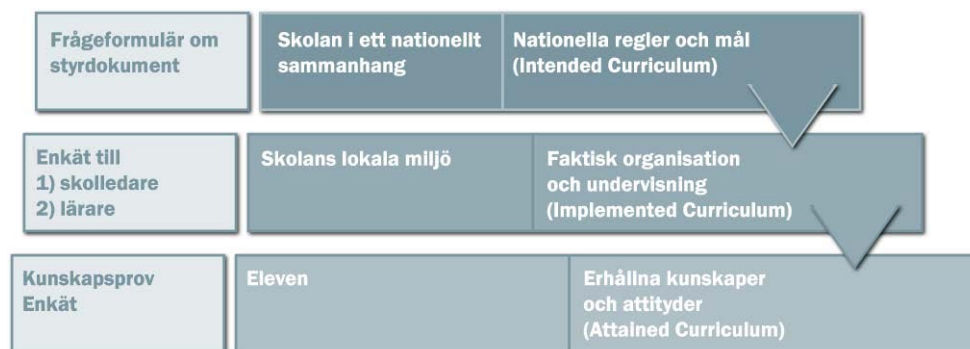 Frågeformulär om
styrdokument
Skolan i ett nationellt
sammanhang
Nationella regler och mål
(Intended Curriculum)
Enkät till
1) skolledare
2) lärare
Skolans lokala miljö
Faktisk organisation
och undervisning
(Implemented Curriculum)
Kunskapsprov
Enkät
Eleven
Erhållna kunskaper
och attityder
(Attained Curriculum)